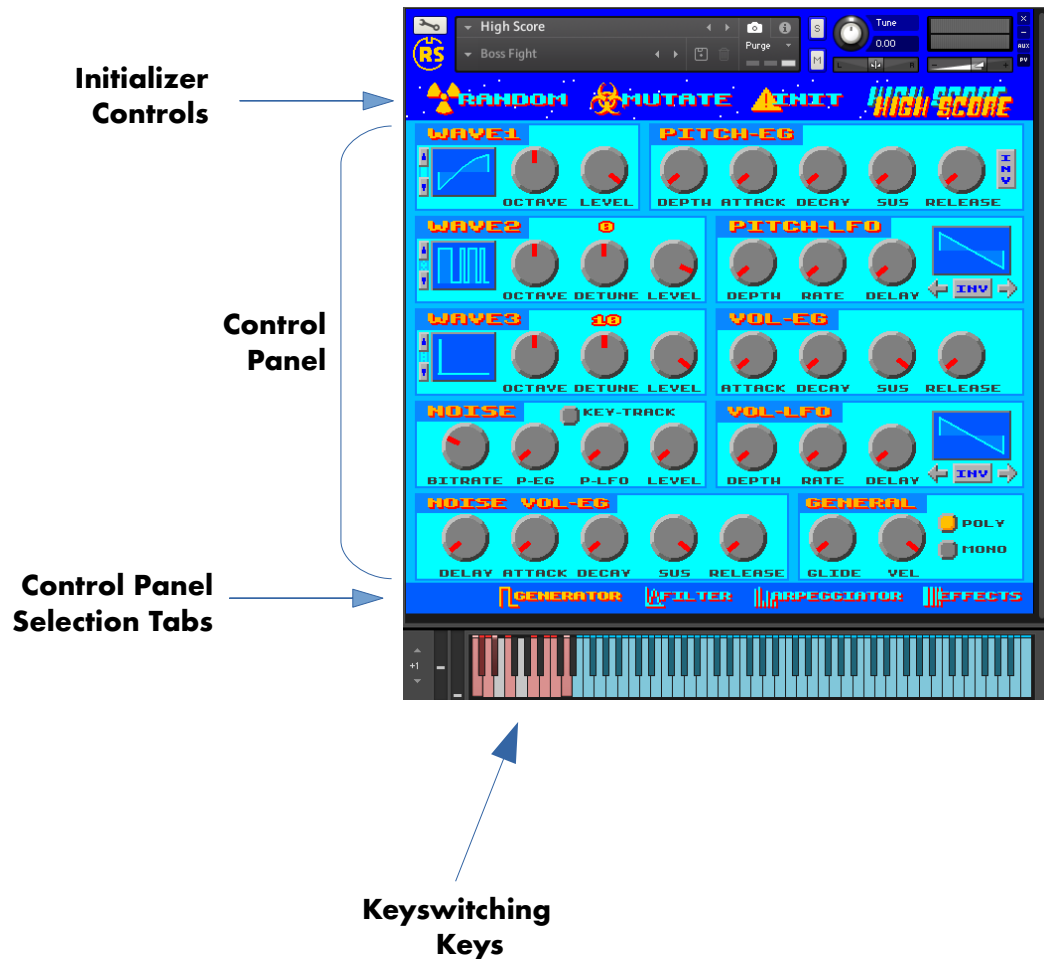 High Score
S
Tune
0.00
×
−
AUX
PV
RS
Boss Fight
Purge
M
L
R
−
+
Initializer
Controls
RANDOM
MUTATE
INIT
HIGH SCORE
WAVE1
OCTAVE LEVEL
PITCH-EG
DEPTH ATTACK DECAY SUS RELEASE
INV
WAVE2
0
OCTAVE DETUNE LEVEL
PITCH-LFO
DEPTH RATE DELAY
INV
Control
Panel
WAVE3
10
OCTAVE DETUNE LEVEL
VOL-EG
ATTACK DECAY SUS RELEASE
NOISE
KEY-TRACK
BITRATE P-EG P-LFO LEVEL
VOL-LFO
DEPTH RATE DELAY
INV
NOISE VOL-EG
DELAY ATTACK DECAY SUS RELEASE
GENERAL
GLIDE VEL
POLY
MONO
Control Panel
Selection Tabs
GENERATOR FILTER ARPEGGIATOR EFFECTS
+1
Keyswitching
Keys